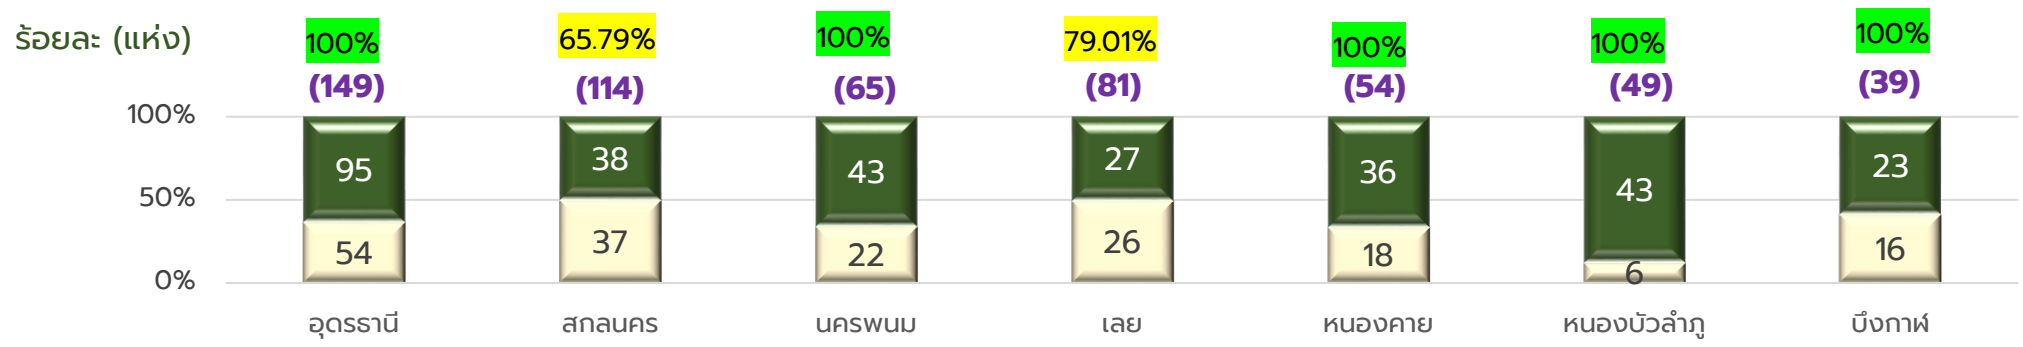 ร้อยละ (แห่ง) 100% 65.79% 100% 79.01% 100% 100% 100%
(149) (114) (65) (81) (54) (49) (39)
100%
95 38 43 27 36 43 23
50%
54 37 22 26 18 6 16
0%
อุดรธานี สกลนคร นครพนม เลย หนองคาย หนองบัวลำภู บึงกาฬ